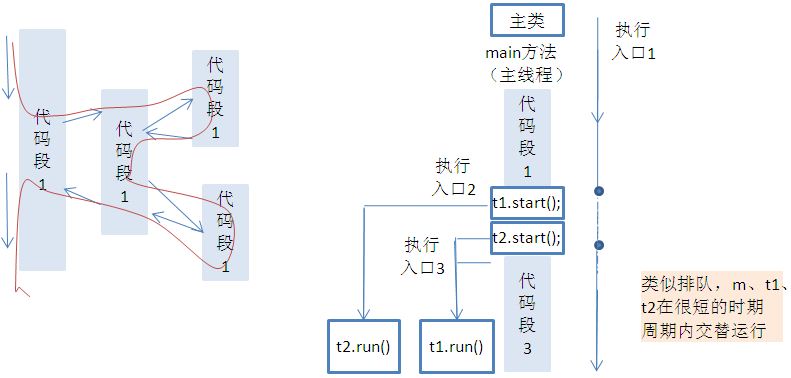 代
码
段
1
代
码
段
1
代
码
段
1
代
码
段
1
主类
main方法
（主线程）
执行
入口1
代
码
段
1
执行
入口2
t1.start();
t2.start();
执行
入口3
代
码
段
3
t2.run()
t1.run()
类似排队，m、t1、
t2在很短的时期
周期内交替运行